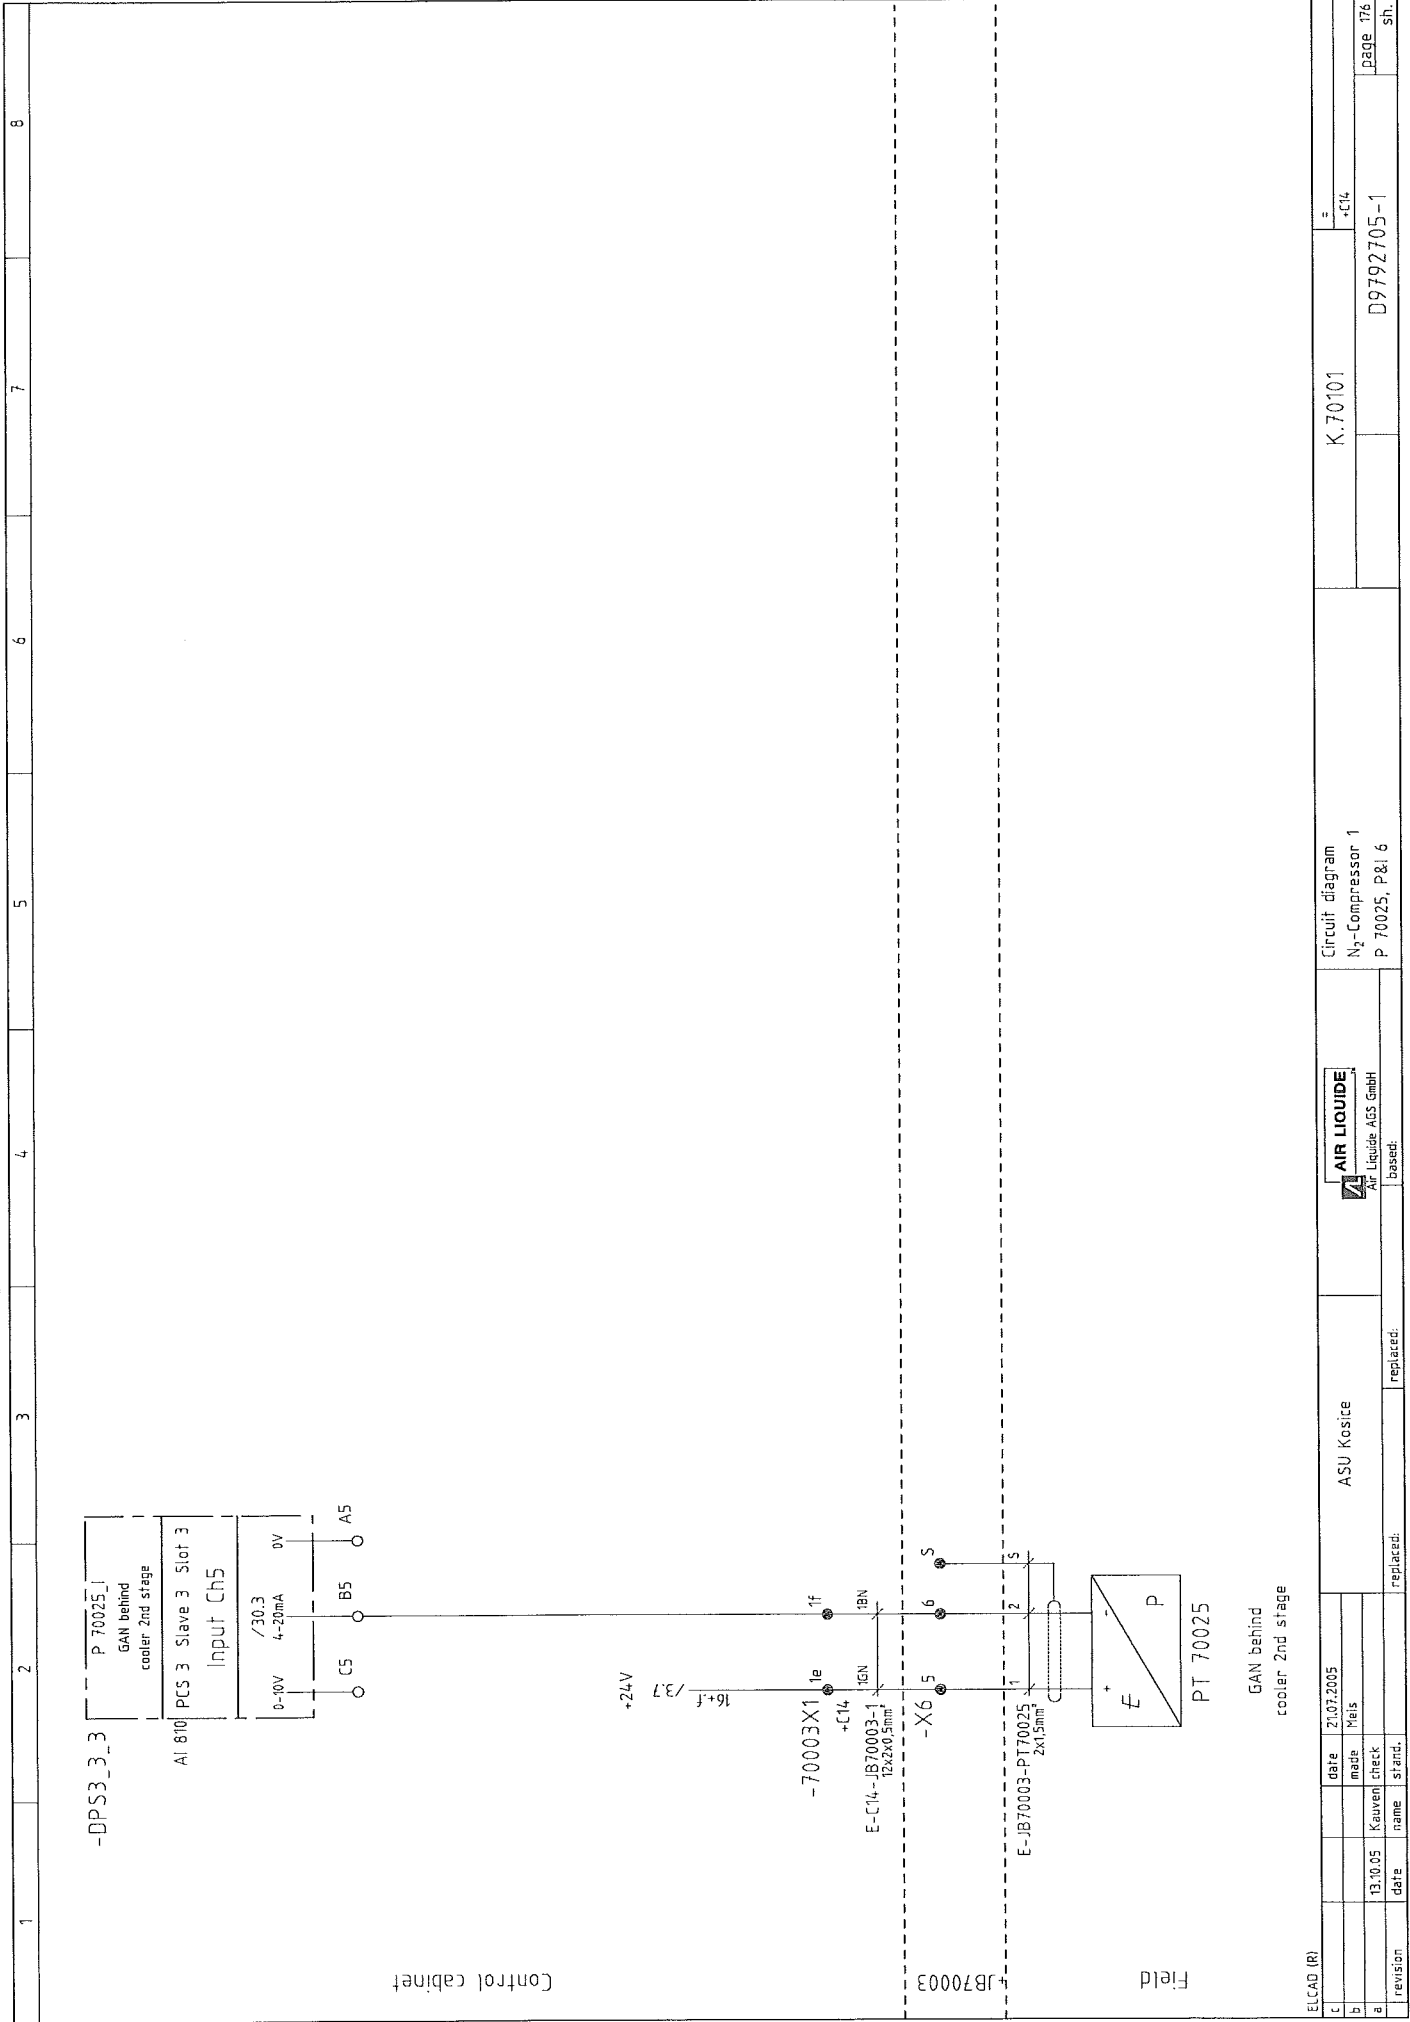 1
2
3
4
5
6
7
8
-DPS3_3_3
P 70025_I
GAN behind
cooler 2nd stage
AI 810
PCS 3 Slave 3 Slot 3
Input Ch5
/30.3
0-10V
4-20mA
0V
C5
B5
A5
+24V
/3.7
16+.f
-70003X1
1e
1f
+C14
E-C14-JB70003-1
12x2x0,5mm²
1GN
1BN
-X6
5
6
S
E-JB70003-PT70025
2x1,5mm²
1
2
S
+
-
E
P
PT 70025
GAN behind
cooler 2nd stage
Control cabinet
+JB70003
Field
ELCAD (R)
c
b
a
13.10.05
Kauven
revision
date
name
date
21.07.2005
made
Meis
check
stand.
ASU Kosice
replaced:
replaced:
AIR LIQUIDE
Air Liquide AGS GmbH
based:
Circuit diagram
N₂-Compressor 1
P 70025, P&I 6
K.70101
=
+C14
D9792705-1
page 176
sh.